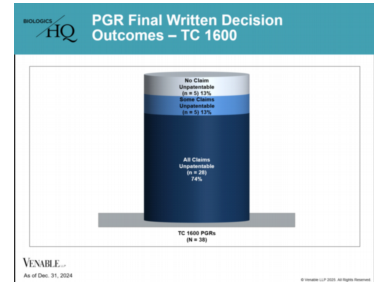 BIOLOGICS
HQ
PGR Final Written Decision
Outcomes – TC 1600
No Claim
Unpatentable
(n = 5) 13%
Some Claims
Unpatentable
(n = 5) 13%
All Claims
Unpatentable
(n = 28)
74%
TC 1600 PGRs
(N = 38)
VENABLE
As of Dec. 31, 2024
© Venable LLP 2025. All Rights Reserved.